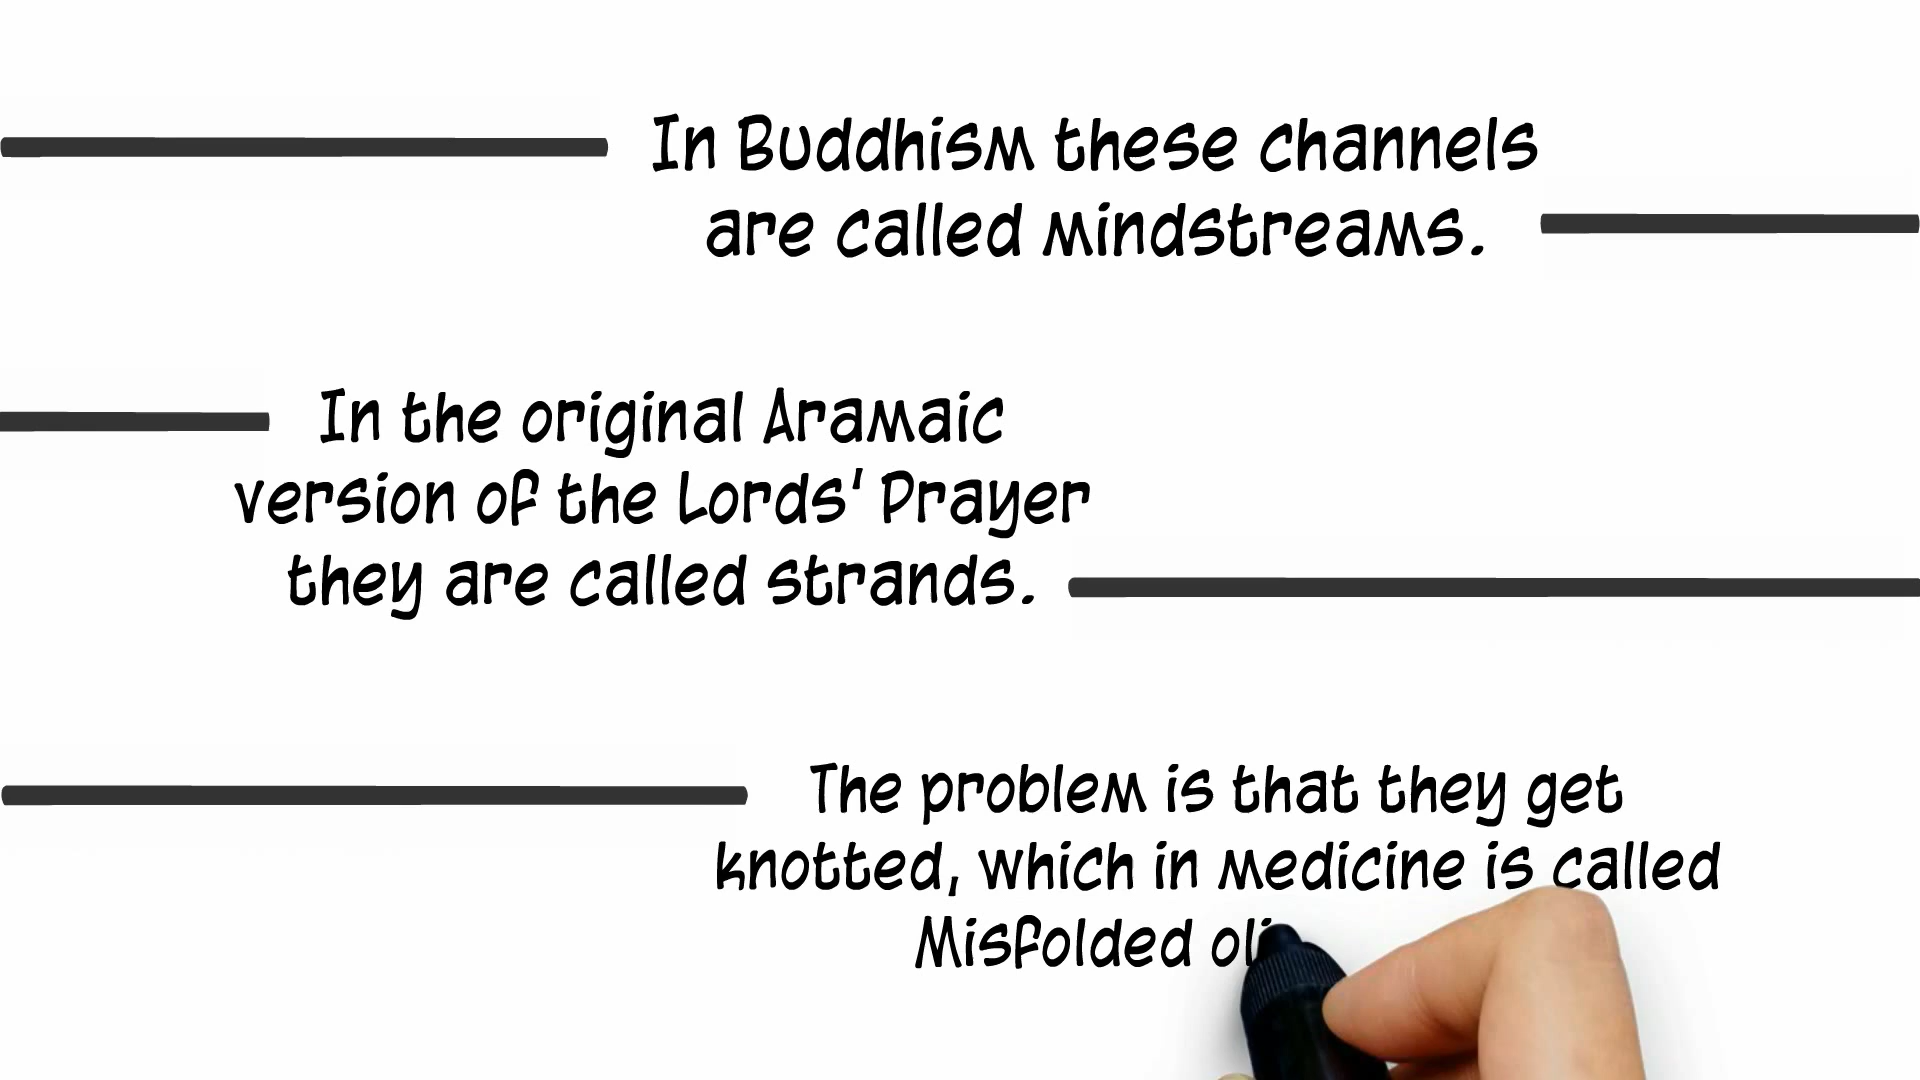 In Buddhism these channels
are called mindstreams.
In the original Aramaic
version of the Lords' Prayer
they are called strands.
The problem is that they get
knotted, which in medicine is called
Misfolded